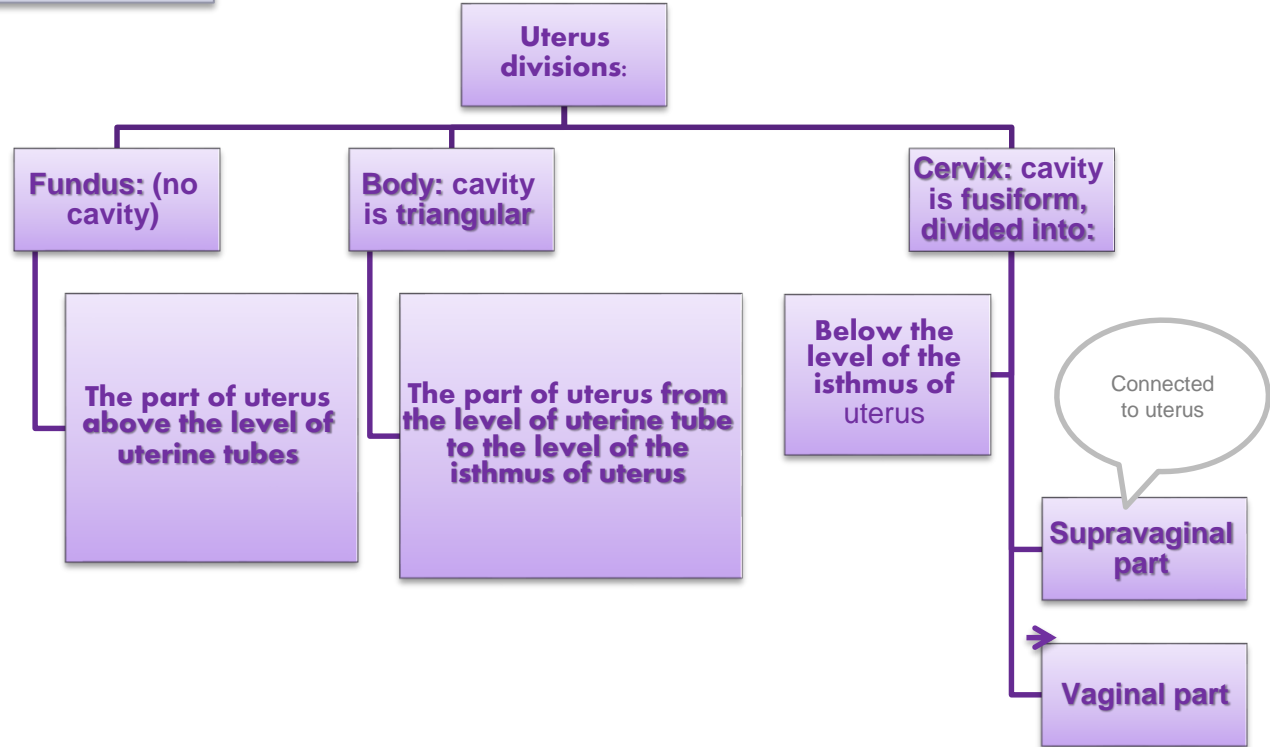 Uterus
divisions:
Fundus: (no
cavity)
The part of uterus
above the level of
uterine tubes
Body: cavity
is triangular
The part of uterus from
the level of uterine tube
to the level of the
isthmus of uterus
Cervix: cavity
is fusiform,
divided into:
Below the
level of the
isthmus of
uterus
Connected
to uterus
Supravaginal
part
Vaginal part